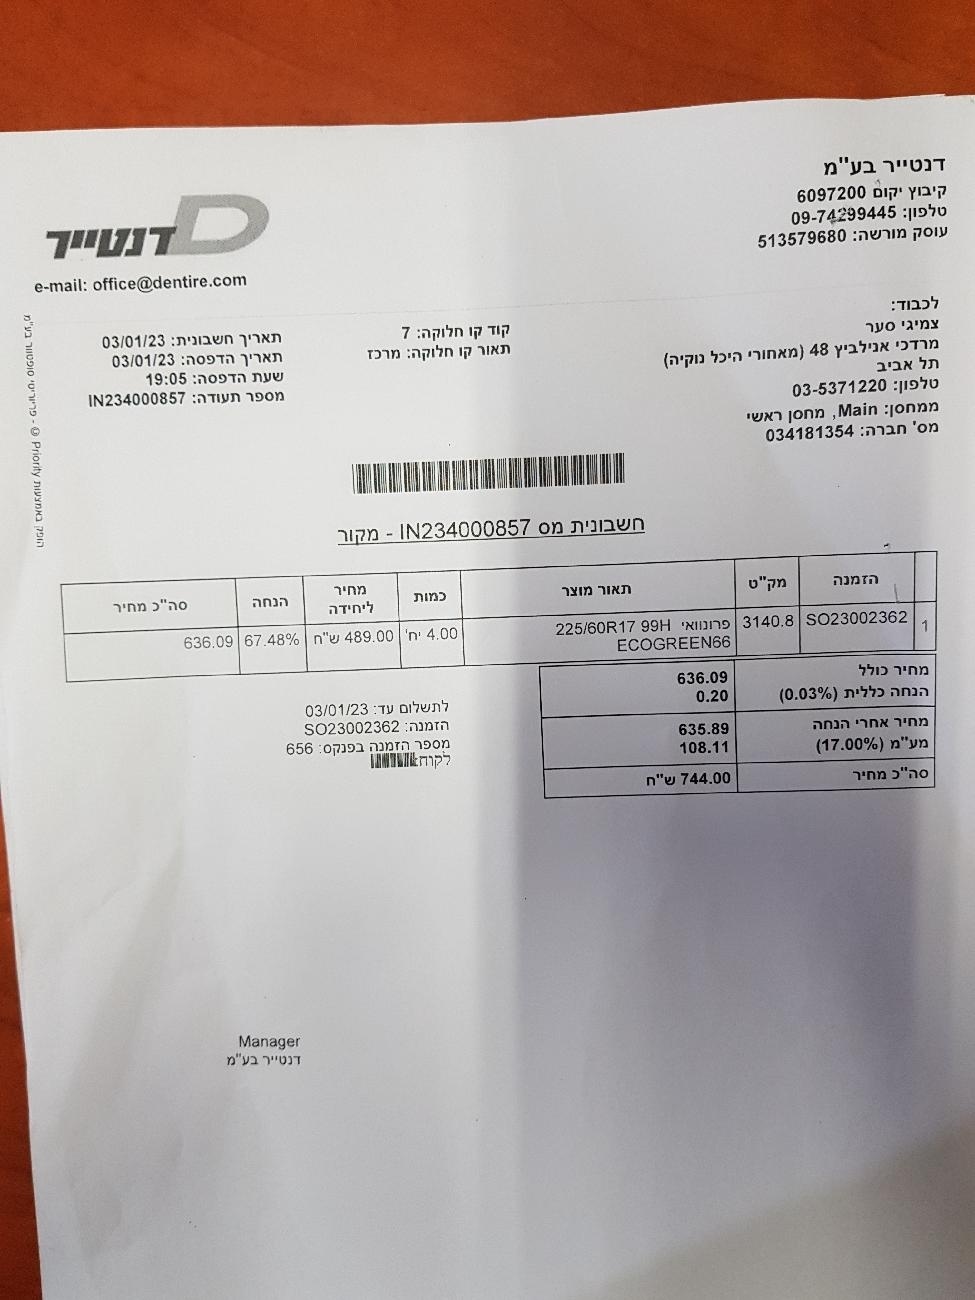 דנטייר בע"מ
קיבוץ יקום 6097200
טלפון: 09-74299445
עוסק מורשה: 513579680
דנטייר
e-mail: office@dentire.com
לכבוד:
צמיגי סער
מרדכי אנילביץ 48 (מאחורי היכל נוקיה)
תל אביב
טלפון: 03-5371220
ממחסן: Main, מחסן ראשי
מס' חברה: 034181354
קוד קו חלוקה: 7
תאור קו חלוקה: מרכז
תאריך חשבונית: 03/01/23
תאריך הדפסה: 03/01/23
שעת הדפסה: 19:05
מספר תעודה: IN234000857
הופק באמצעות Priority © - פריוריטי סופטוור בע"מ
חשבונית מס IN234000857 - מקור
הזמנה מק"ט תאור מוצר כמות מחיר ליחידה הנחה סה"כ מחיר
1 SO23002362 3140.8 פרונוואי 225/60R17 99H 4.00 יח' 489.00 ש"ח 67.48% 636.09
ECOGREEN66
מחיר כולל 636.09
הנחה כללית (0.03%) 0.20
מחיר אחרי הנחה 635.89
מע"מ (17.00%) 108.11
סה"כ מחיר 744.00 ש"ח
לתשלום עד: 03/01/23
הזמנה: SO23002362
מספר הזמנה בפנקס: 656
לקוח:
Manager
דנטייר בע"מ